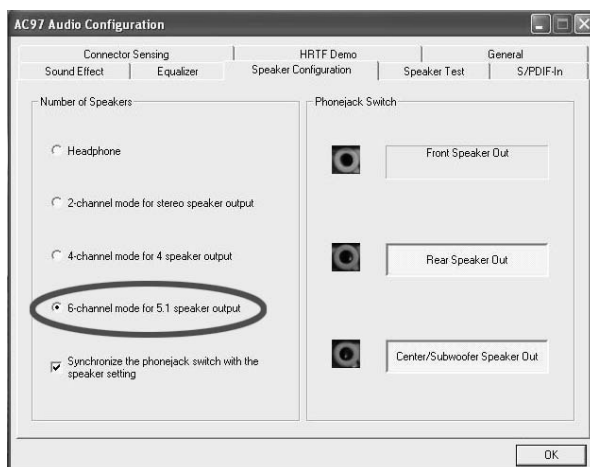 AC97 Audio Configuration
Connector Sensing
HRTF Demo
General
Sound Effect
Equalizer
Speaker Configuration
Speaker Test
S/PDIF-In
Number of Speakers
Headphone
2-channel mode for stereo speaker output
4-channel mode for 4 speaker output
6-channel mode for 5.1 speaker output
Synchronize the phonejack switch with the
speaker setting
Phonejack Switch
Front Speaker Out
Rear Speaker Out
Center/Subwoofer Speaker Out
OK